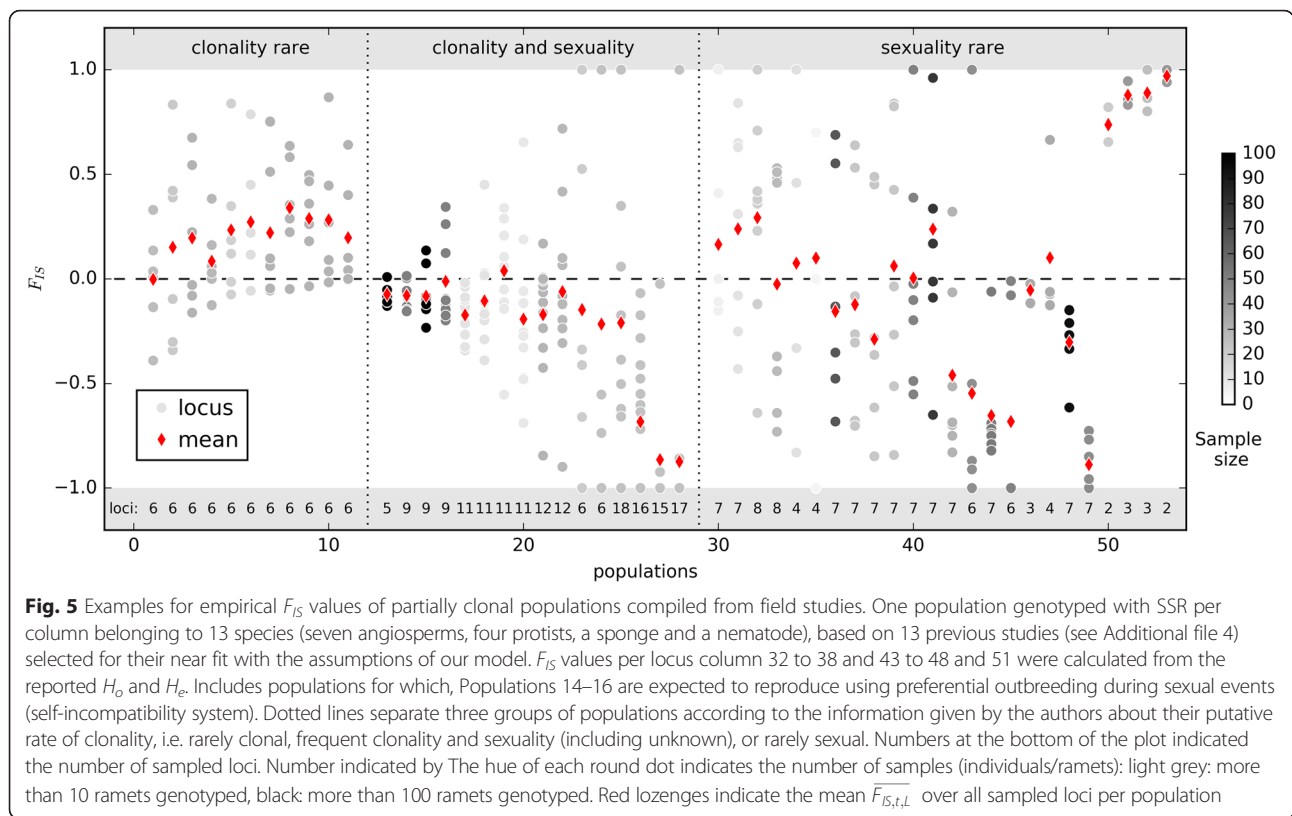 clonality rare clonality and sexuality sexuality rare
1.0
0.5
0.0
−0.5
−1.0
F_IS
locus
mean
100
90
80
70
60
50
40
30
20
10
0
Sample
size
loci: 6 6 6 6 6 6 6 6 6 6 6 5 9 9 9 11 11 11 11 12 12 6 6 18 16 15 17 7 7 8 8 4 4 7 7 7 7 7 7 7 6 7 6 3 4 7 7 2 3 3 2
0 10 20 30 40 50
populations
Fig. 5 Examples for empirical F_IS values of partially clonal populations compiled from field studies. One population genotyped with SSR per
column belonging to 13 species (seven angiosperms, four protists, a sponge and a nematode), based on 13 previous studies (see Additional file 4)
selected for their near fit with the assumptions of our model. F_IS values per locus column 32 to 38 and 43 to 48 and 51 were calculated from the
reported H_o and H_e. Includes populations for which, Populations 14–16 are expected to reproduce using preferential outbreeding during sexual events
(self-incompatibility system). Dotted lines separate three groups of populations according to the information given by the authors about their putative
rate of clonality, i.e. rarely clonal, frequent clonality and sexuality (including unknown), or rarely sexual. Numbers at the bottom of the plot indicated
the number of sampled loci. Number indicated by The hue of each round dot indicates the number of samples (individuals/ramets): light grey: more
than 10 ramets genotyped, black: more than 100 ramets genotyped. Red lozenges indicate the mean F_IS,t,L over all sampled loci per population